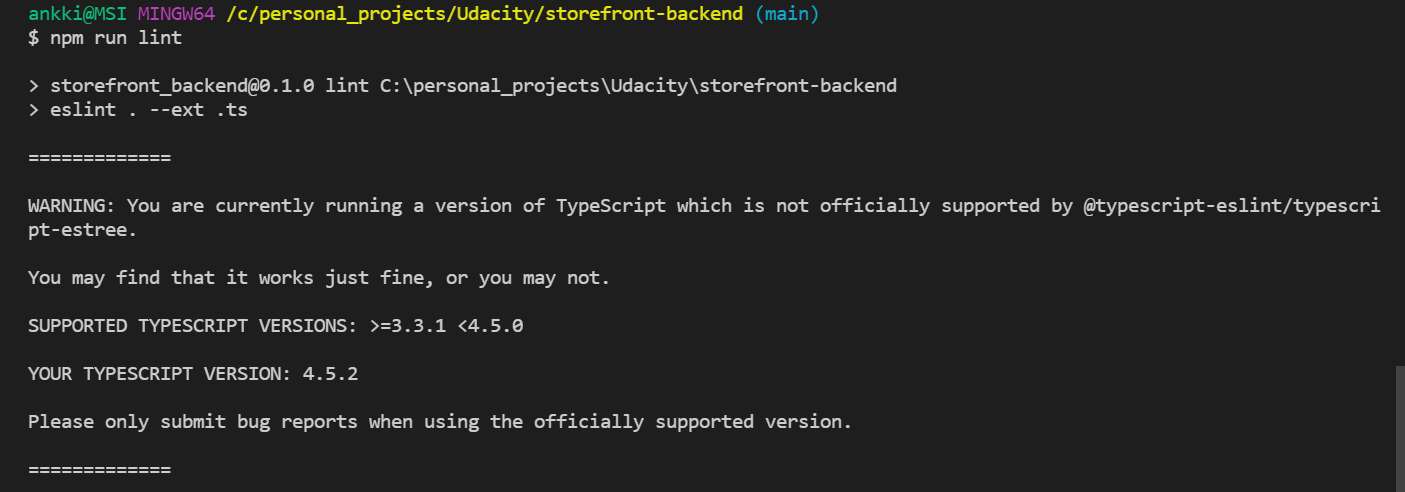 ankki@MSI MINGW64 /c/personal_projects/Udacity/storefront-backend (main)
$ npm run lint
> storefront_backend@0.1.0 lint C:\personal_projects\Udacity\storefront-backend
> eslint . --ext .ts
=============
WARNING: You are currently running a version of TypeScript which is not officially supported by @typescript-eslint/typescri
pt-estree.
You may find that it works just fine, or you may not.
SUPPORTED TYPESCRIPT VERSIONS: >=3.3.1 <4.5.0
YOUR TYPESCRIPT VERSION: 4.5.2
Please only submit bug reports when using the officially supported version.
=============